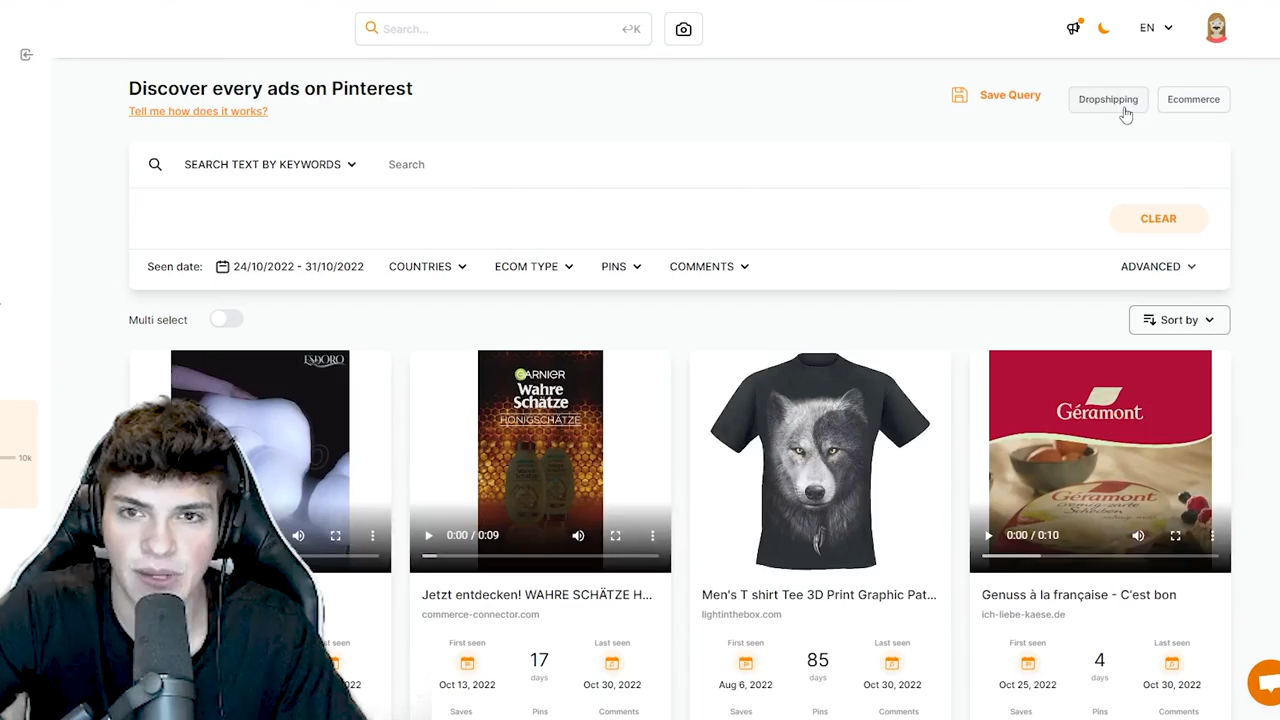 Search...
K
EN
Discover every ads on Pinterest
Tell me how does it works?
Save Query
Dropshipping
Ecommerce
SEARCH TEXT BY KEYWORDS
Search
CLEAR
Seen date:
24/10/2022 - 31/10/2022
COUNTRIES
ECOM TYPE
PINS
COMMENTS
ADVANCED
Multi select
Sort by
ESDORO
GARNIER
Wahre
Schätze
HONIGSCHÄTZE
Géramont
Géramont
0:00 / 0:09
0:00 / 0:10
10k
Jetzt entdecken! WAHRE SCHÄTZE H...
commerce-connector.com
First seen
17
days
Last seen
Oct 13, 2022
Oct 30, 2022
Saves
Pins
Comments
Men's T shirt Tee 3D Print Graphic Pat...
lightinthebox.com
First seen
85
days
Last seen
Aug 6, 2022
Oct 30, 2022
Saves
Pins
Comments
Genuss à la française - C'est bon
ich-liebe-kaese.de
First seen
4
days
Last seen
Oct 25, 2022
Oct 30, 2022
Saves
Pins
Comments